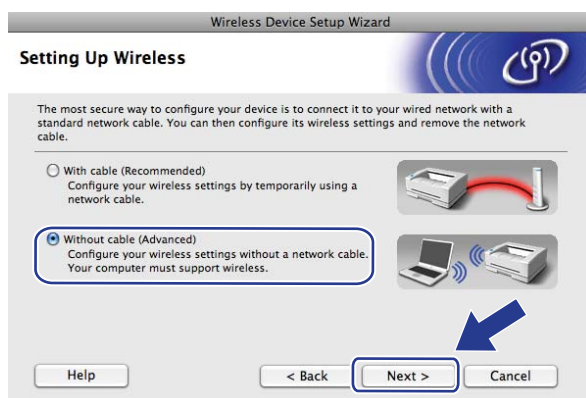 Wireless Device Setup Wizard
Setting Up Wireless
The most secure way to configure your device is to connect it to your wired network with a
standard network cable. You can then configure its wireless settings and remove the network
cable.
With cable (Recommended)
Configure your wireless settings by temporarily using a
network cable.
Without cable (Advanced)
Configure your wireless settings without a network cable.
Your computer must support wireless.
Help
< Back
Next >
Cancel